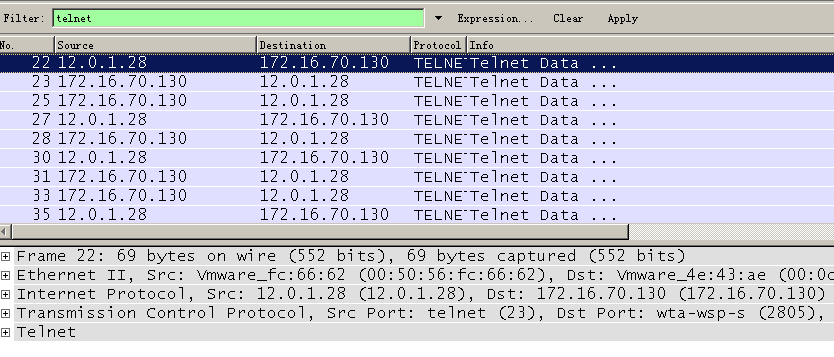 Filter: telnet Expression... Clear Apply
No. Source Destination Protocol Info
22 12.0.1.28 172.16.70.130 TELNE Telnet Data ...
23 172.16.70.130 12.0.1.28 TELNE Telnet Data ...
25 172.16.70.130 12.0.1.28 TELNE Telnet Data ...
27 12.0.1.28 172.16.70.130 TELNE Telnet Data ...
28 172.16.70.130 12.0.1.28 TELNE Telnet Data ...
30 12.0.1.28 172.16.70.130 TELNE Telnet Data ...
31 172.16.70.130 12.0.1.28 TELNE Telnet Data ...
33 172.16.70.130 12.0.1.28 TELNE Telnet Data ...
35 12.0.1.28 172.16.70.130 TELNE Telnet Data ...
Frame 22: 69 bytes on wire (552 bits), 69 bytes captured (552 bits)
Ethernet II, Src: Vmware_fc:66:62 (00:50:56:fc:66:62), Dst: Vmware_4e:43:ae (00:0c
Internet Protocol, Src: 12.0.1.28 (12.0.1.28), Dst: 172.16.70.130 (172.16.70.130)
Transmission Control Protocol, Src Port: telnet (23), Dst Port: wta-wsp-s (2805),
Telnet